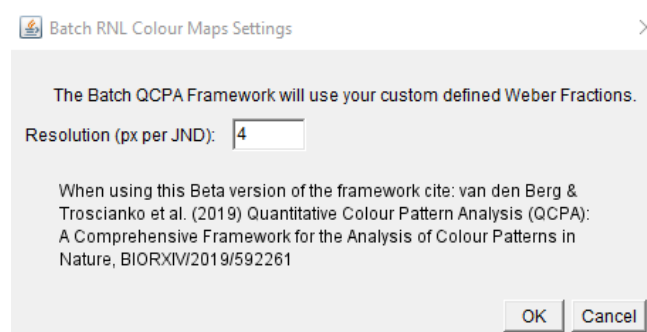 Batch RNL Colour Maps Settings
The Batch QCPA Framework will use your custom defined Weber Fractions.
Resolution (px per JND): 4
When using this Beta version of the framework cite: van den Berg &
Troscianko et al. (2019) Quantitative Colour Pattern Analysis (QCPA):
A Comprehensive Framework for the Analysis of Colour Patterns in
Nature, BIORXIV/2019/592261
OK Cancel